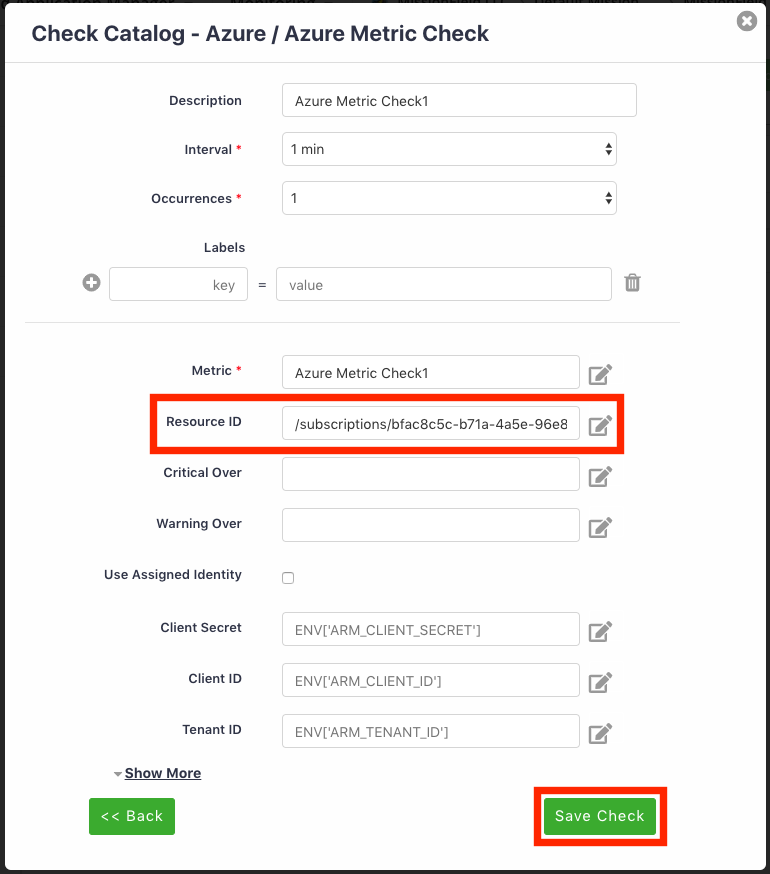 Check Catalog - Azure / Azure Metric Check
Description Azure Metric Check1
Interval * 1 min
Occurrences * 1
Labels
key = value
Metric * Azure Metric Check1
Resource ID /subscriptions/bfac8c5c-b71a-4a5e-96e8
Critical Over
Warning Over
Use Assigned Identity
Client Secret ENV['ARM_CLIENT_SECRET']
Client ID ENV['ARM_CLIENT_ID']
Tenant ID ENV['ARM_TENANT_ID']
Show More
<< Back Save Check